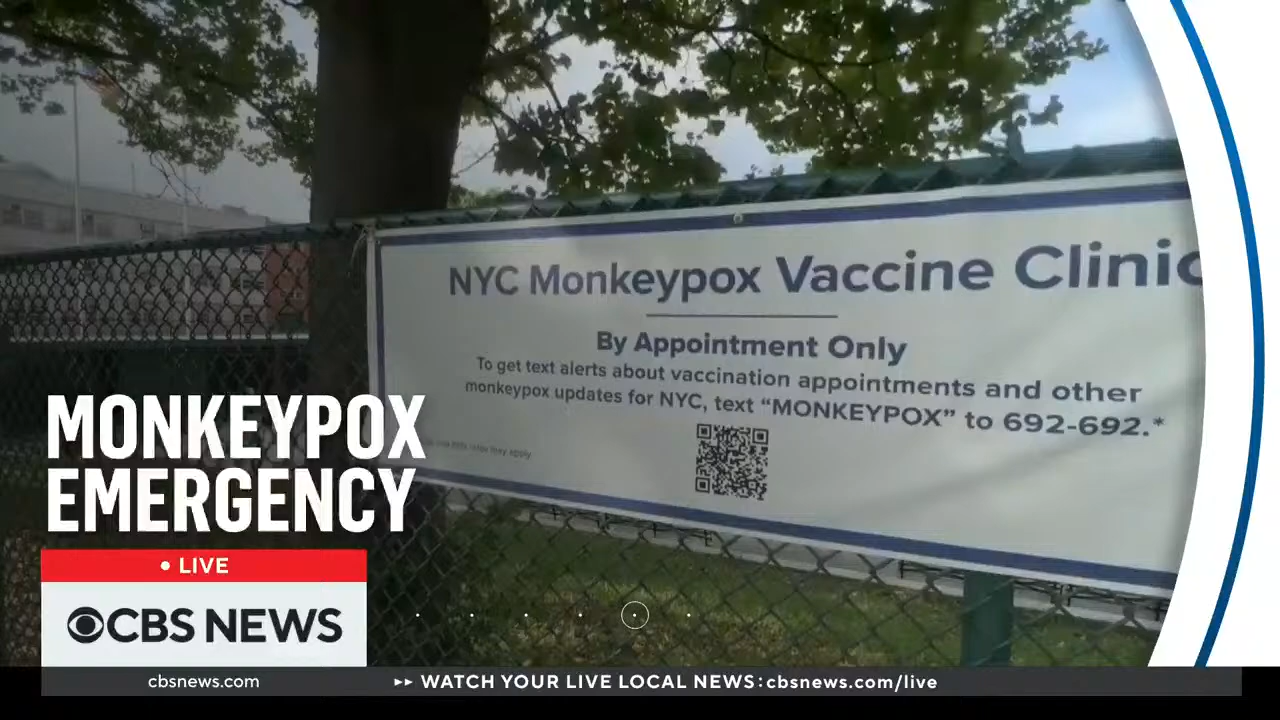 NYC Monkeypox Vaccine Clinic
By Appointment Only
To get text alerts about vaccination appointments and other
monkeypox updates for NYC, text “MONKEYPOX” to 692-692.*
may apply
MONKEYPOX
EMERGENCY
• LIVE
CBS NEWS
cbsnews.com
WATCH YOUR LIVE LOCAL NEWS: cbsnews.com/live